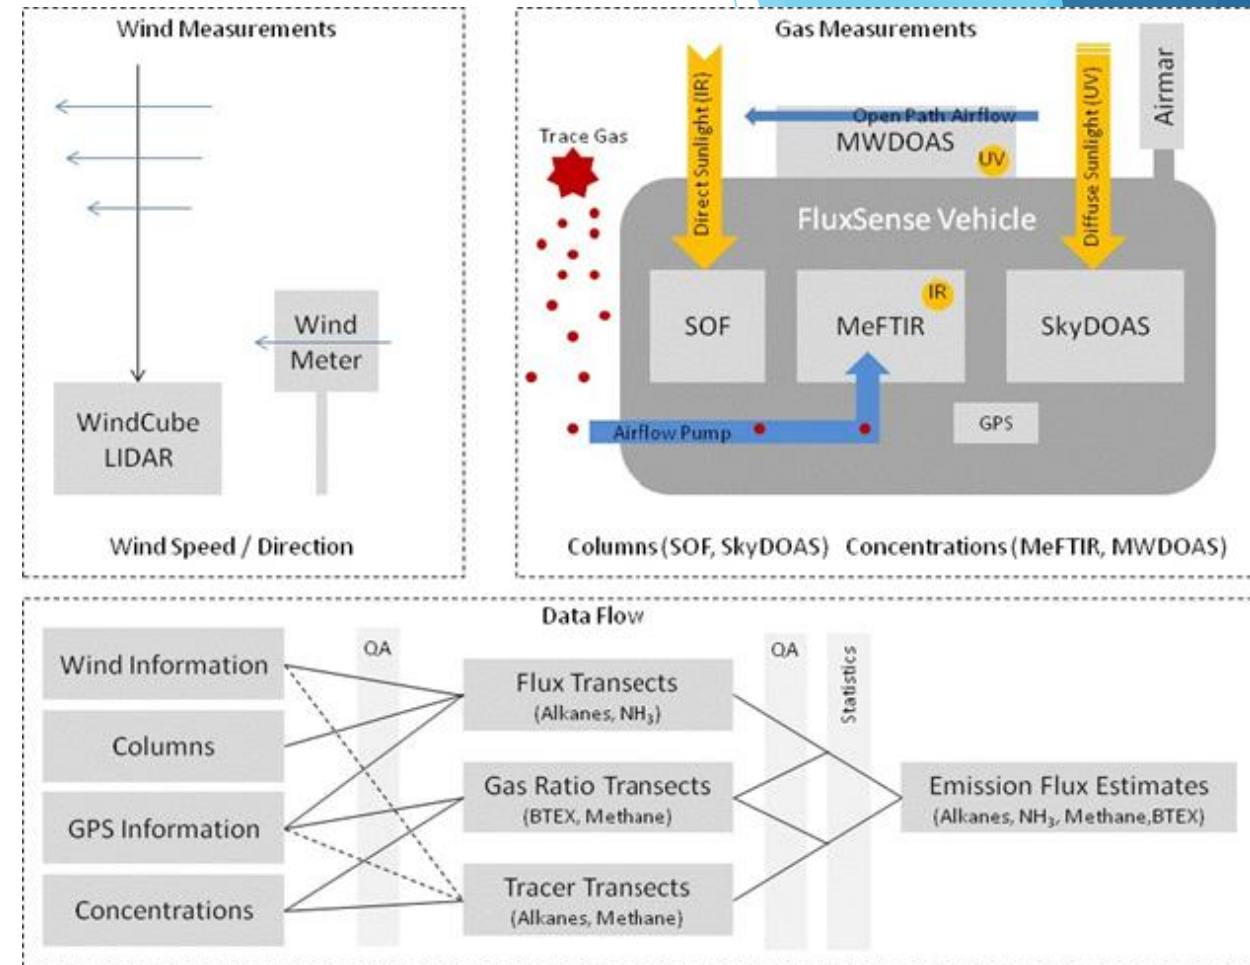 Wind Measurements
Wind
Meter
WindCube
LIDAR
Wind Speed / Direction
Gas Measurements
Trace Gas
Direct Sunlight (IR)
Open Path Airflow
MWDOAS
UV
Diffuse Sunlight (UV)
Airmar
FluxSense Vehicle
SOF
MeFTIR
IR
SkyDOAS
GPS
Airflow Pump
Columns (SOF, SkyDOAS) Concentrations (MeFTIR, MWDOAS)
Data Flow
Wind Information
Columns
GPS Information
Concentrations
QA
Flux Transects
(Alkanes, NH₃)
Gas Ratio Transects
(BTEX, Methane)
Tracer Transects
(Alkanes, Methane)
QA
Statistics
Emission Flux Estimates
(Alkanes, NH₃, Methane,BTEX)